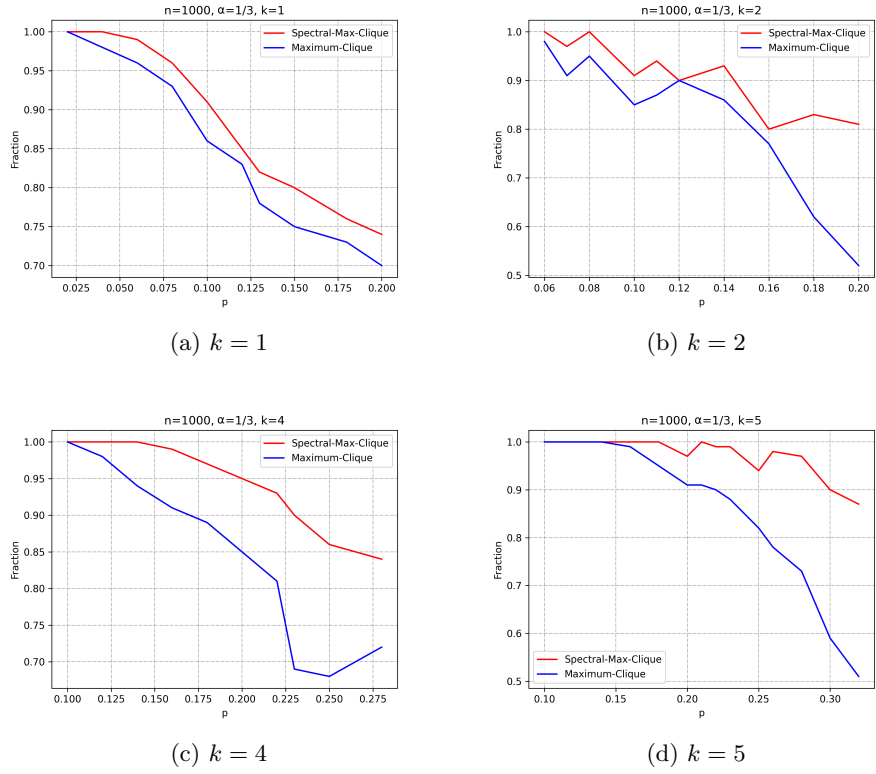 n=1000, α=1/3, k=1
Spectral-Max-Clique
Maximum-Clique
1.00
0.95
0.90
0.85
0.80
0.75
0.70
Fraction
0.025 0.050 0.075 0.100 0.125 0.150 0.175 0.200
p
(a) k = 1
n=1000, α=1/3, k=2
Spectral-Max-Clique
Maximum-Clique
1.0
0.9
0.8
0.7
0.6
0.5
Fraction
0.06 0.08 0.10 0.12 0.14 0.16 0.18 0.20
p
(b) k = 2
n=1000, α=1/3, k=4
Spectral-Max-Clique
Maximum-Clique
1.00
0.95
0.90
0.85
0.80
0.75
0.70
Fraction
0.100 0.125 0.150 0.175 0.200 0.225 0.250 0.275
p
(c) k = 4
n=1000, α=1/3, k=5
1.0
0.9
0.8
0.7
0.6
0.5
Fraction
Spectral-Max-Clique
Maximum-Clique
0.10 0.15 0.20 0.25 0.30
p
(d) k = 5